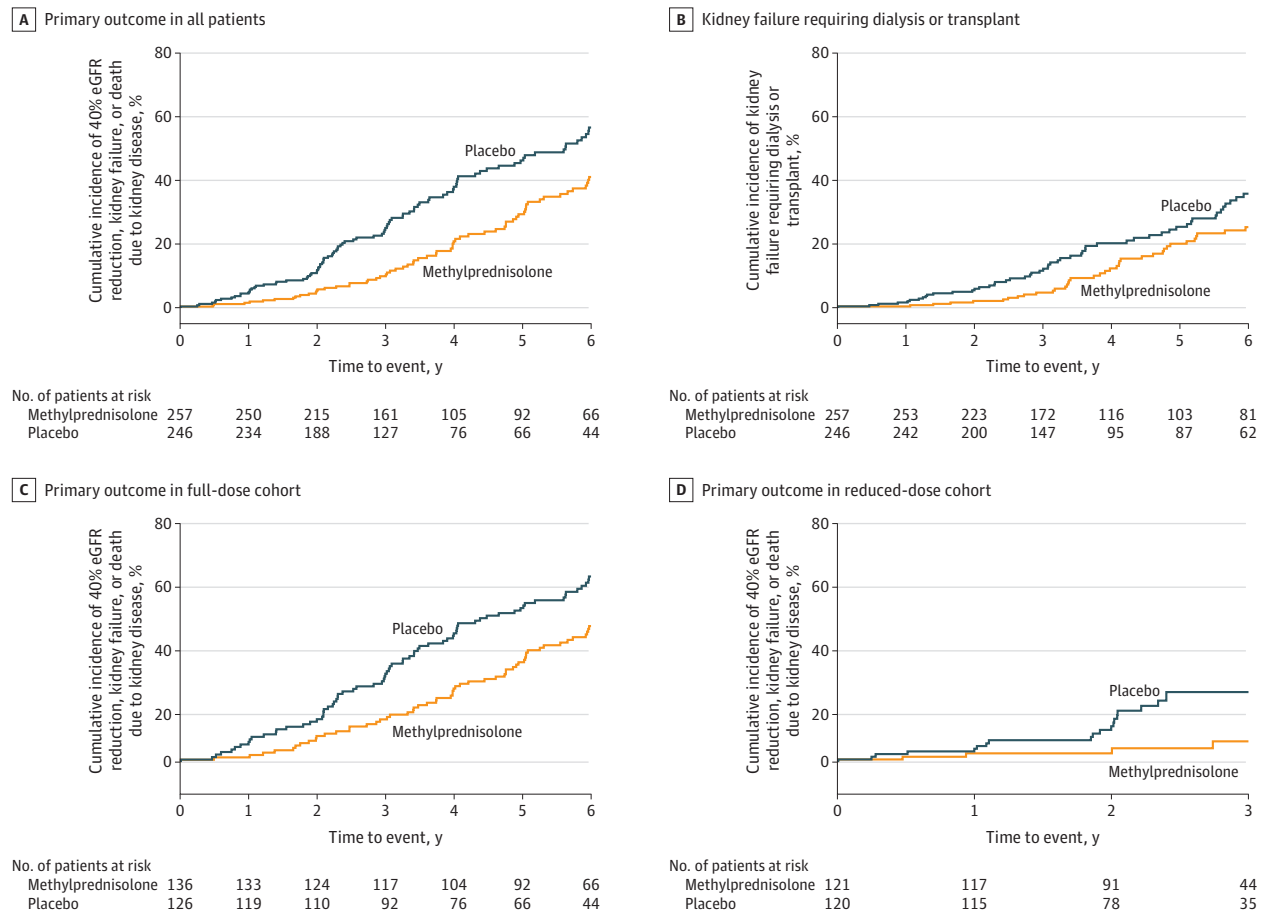 A Primary outcome in all patients
Cumulative incidence of 40% eGFR
reduction, kidney failure, or death
due to kidney disease, %
80
60
40
20
0
Placebo
Methylprednisolone
0 1 2 3 4 5 6
Time to event, y
No. of patients at risk
Methylprednisolone 257 250 215 161 105 92 66
Placebo 246 234 188 127 76 66 44
B Kidney failure requiring dialysis or transplant
Cumulative incidence of kidney
failure requiring dialysis or
transplant, %
80
60
40
20
0
Placebo
Methylprednisolone
0 1 2 3 4 5 6
Time to event, y
No. of patients at risk
Methylprednisolone 257 253 223 172 116 103 81
Placebo 246 242 200 147 95 87 62
C Primary outcome in full-dose cohort
Cumulative incidence of 40% eGFR
reduction, kidney failure, or death
due to kidney disease, %
80
60
40
20
0
Placebo
Methylprednisolone
0 1 2 3 4 5 6
Time to event, y
No. of patients at risk
Methylprednisolone 136 133 124 117 104 92 66
Placebo 126 119 110 92 76 66 44
D Primary outcome in reduced-dose cohort
Cumulative incidence of 40% eGFR
reduction, kidney failure, or death
due to kidney disease, %
80
60
40
20
0
Placebo
Methylprednisolone
0 1 2 3
Time to event, y
No. of patients at risk
Methylprednisolone 121 117 91 44
Placebo 120 115 78 35